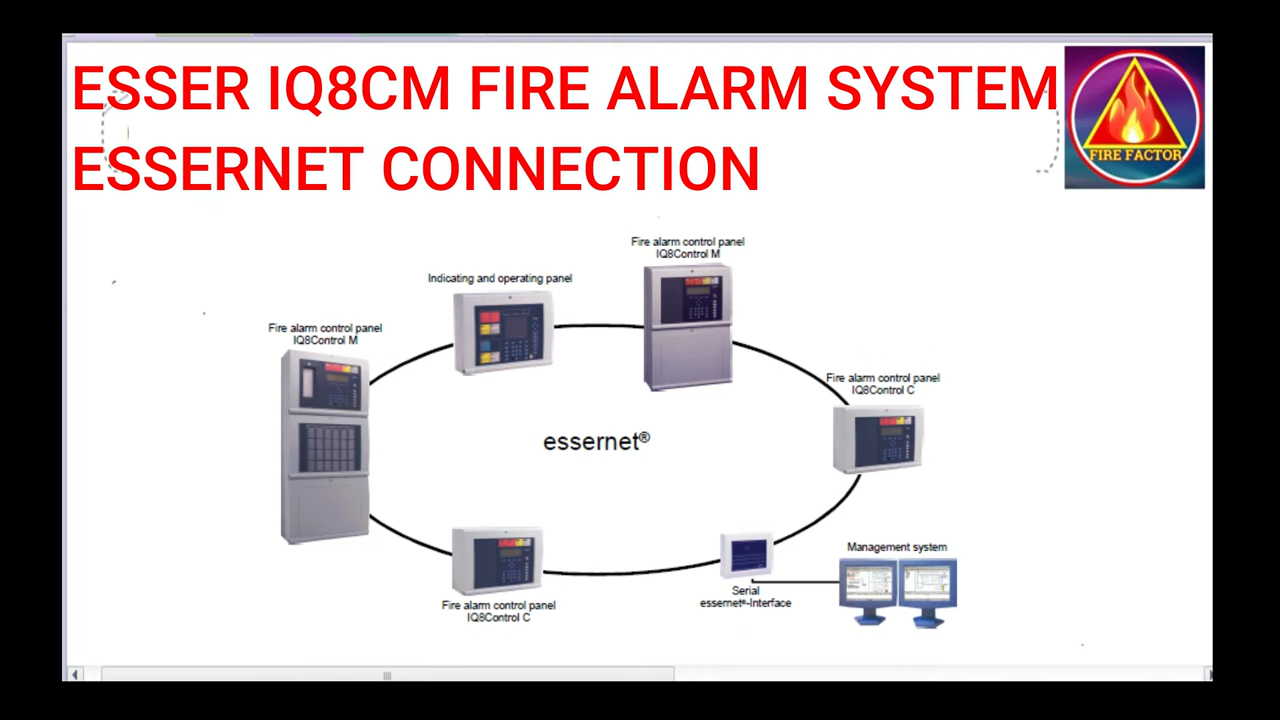 ESSER IQ8CM FIRE ALARM SYSTEM
ESSERNET CONNECTION
FIRE FACTOR
Fire alarm control panel
IQ8Control M
Indicating and operating panel
Fire alarm control panel
IQ8Control M
Fire alarm control panel
IQ8Control C
essernet®
Management system
Serial
essernet®-Interface
Fire alarm control panel
IQ8Control C